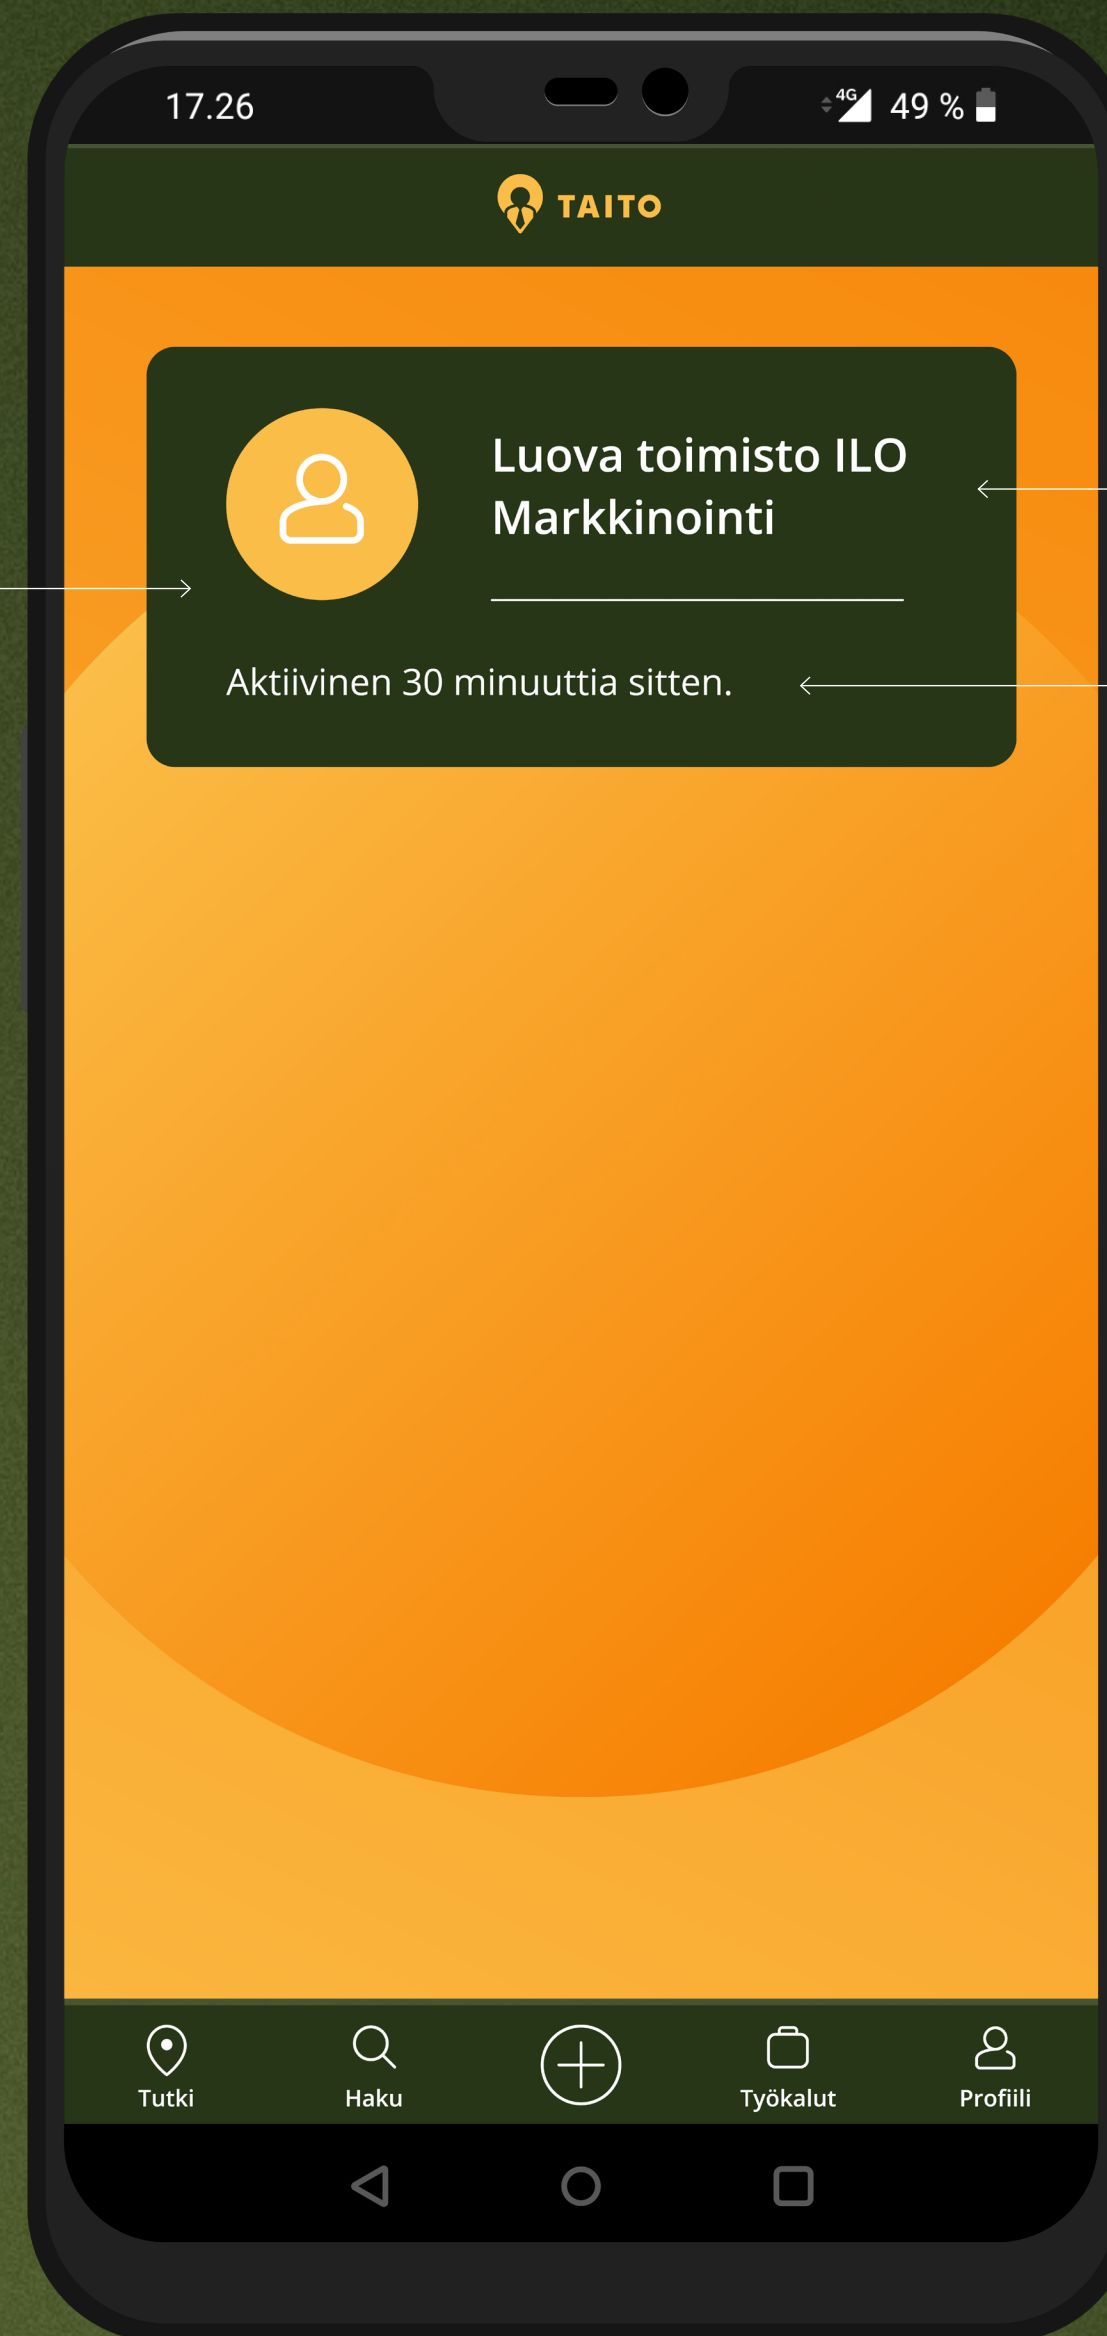 17.26
4G 49 %
TAITO
Luova toimisto ILO
Markkinointi
Aktiivinen 30 minuuttia sitten.
Tutki
Haku
Työkalut
Profiili